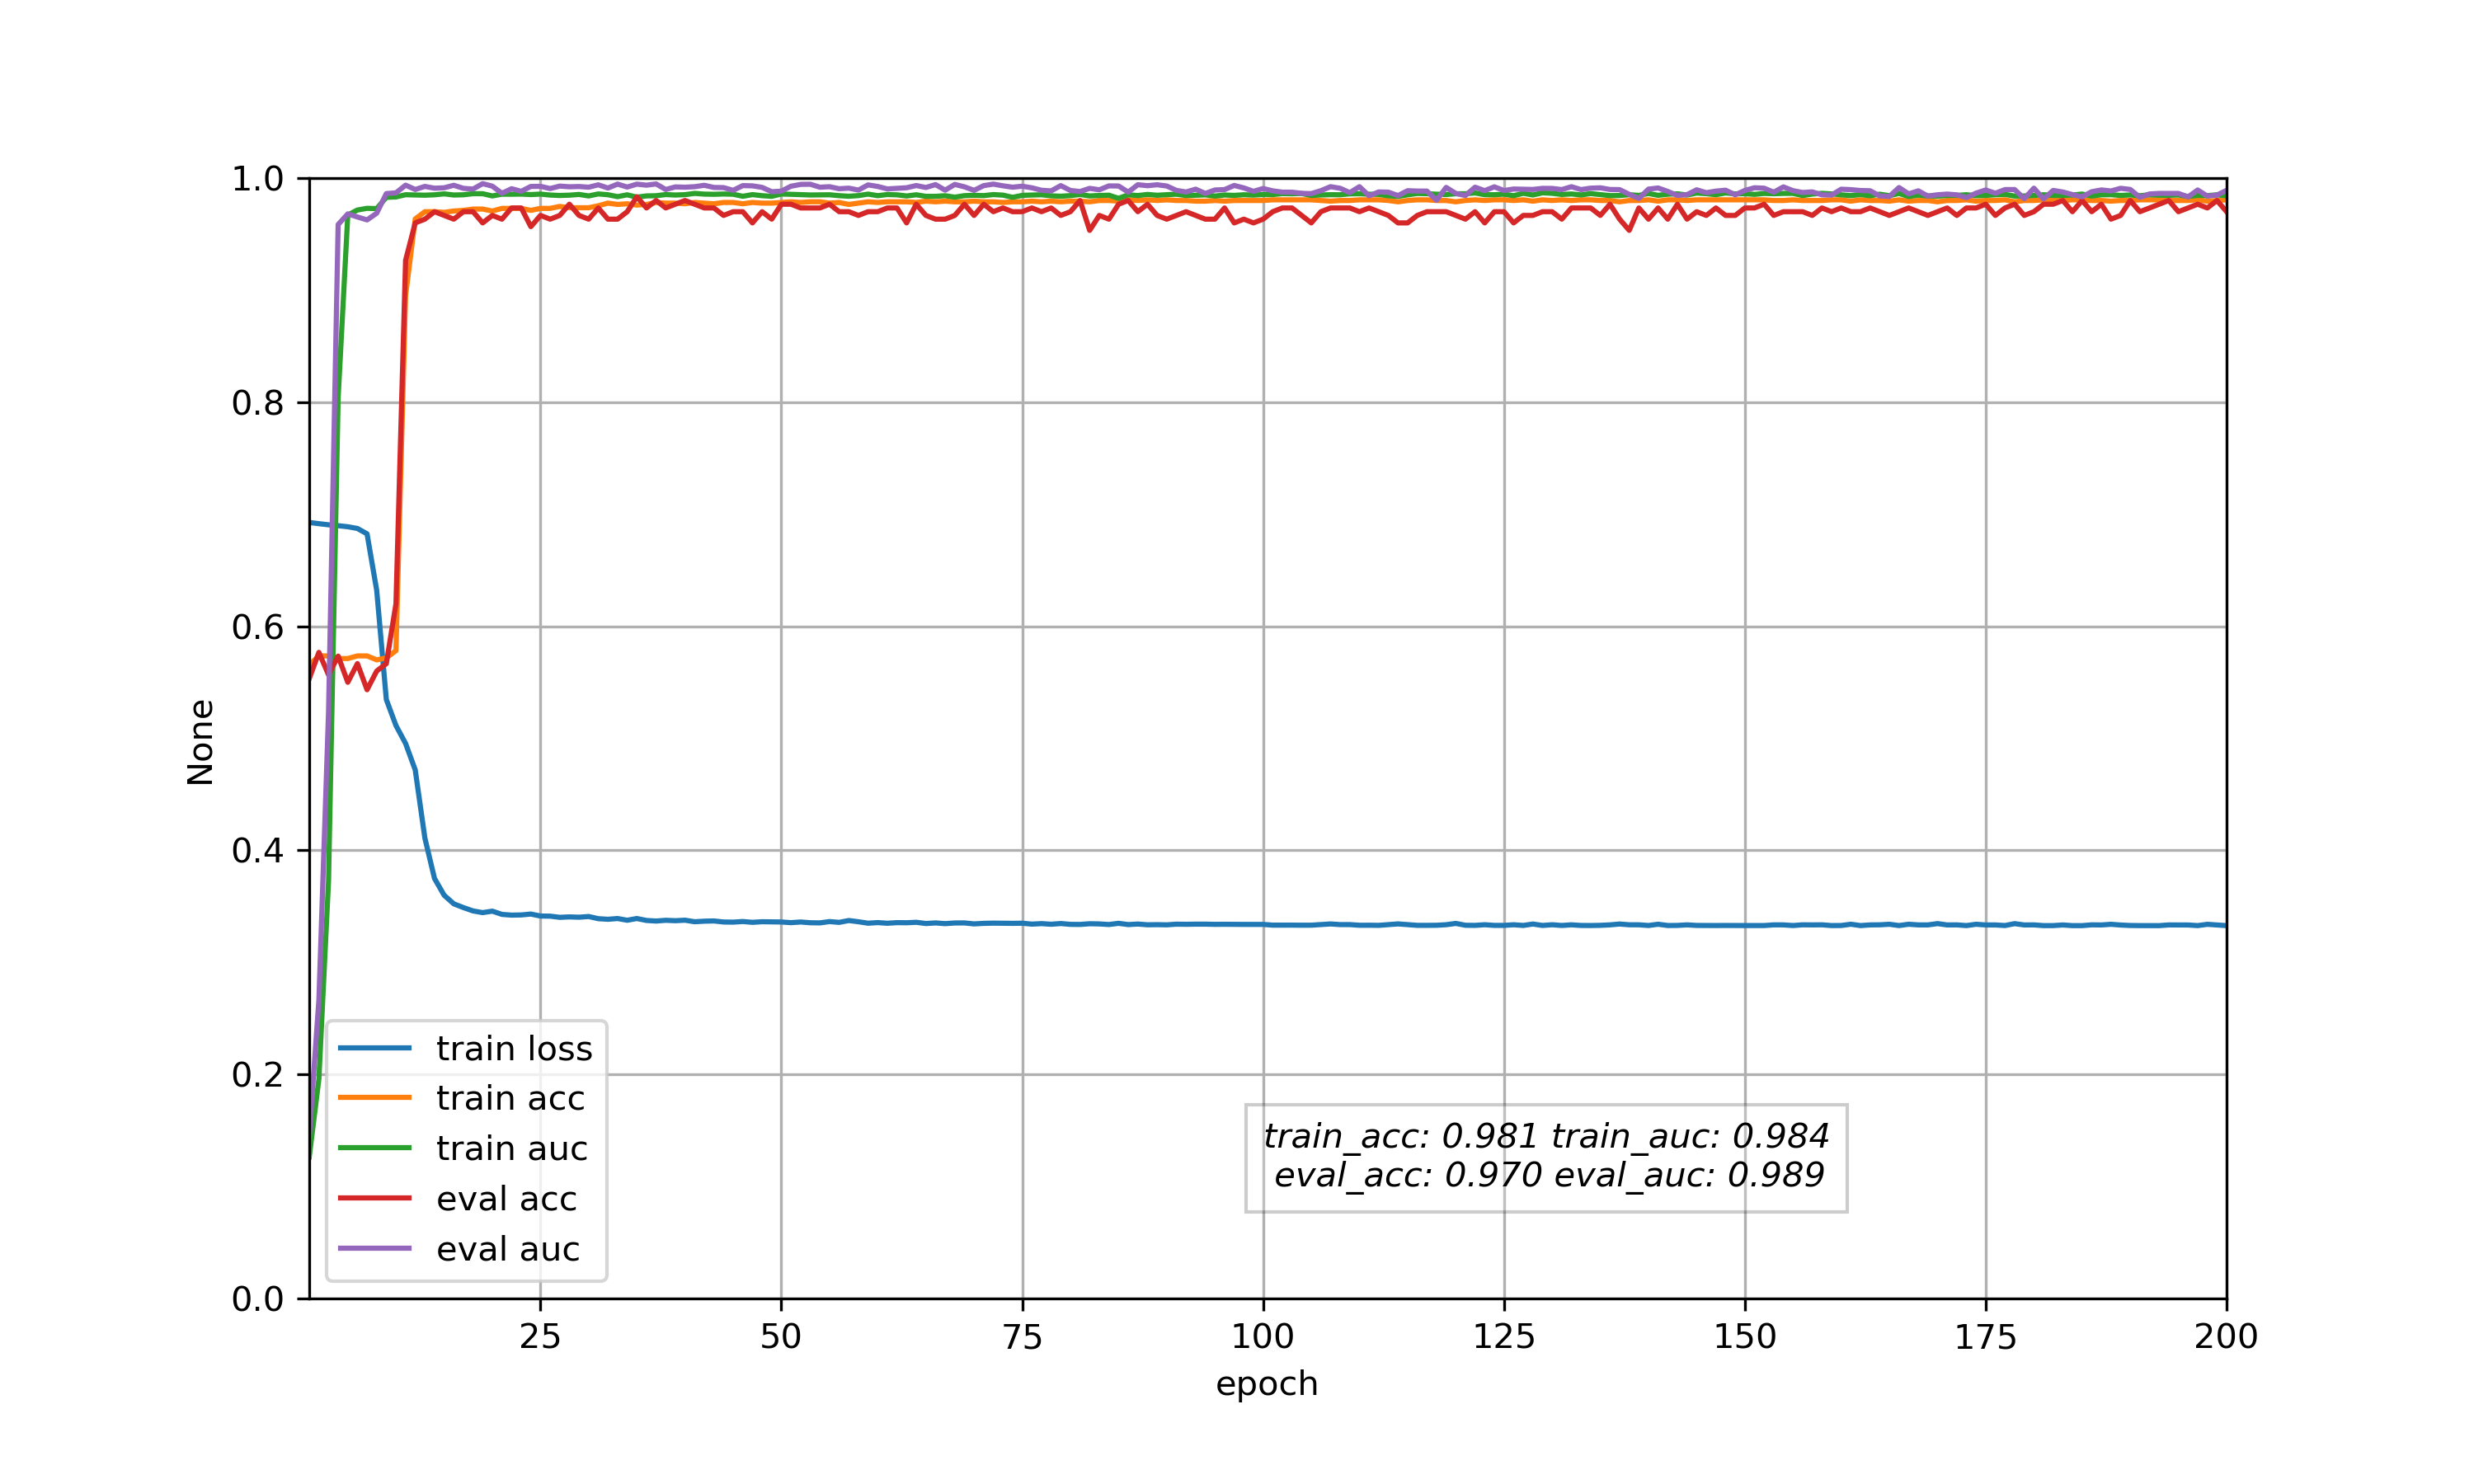 1.0
0.8
0.6
0.4
0.2
0.0
None
train loss
train acc
train auc
eval acc
eval auc
train_acc: 0.981 train_auc: 0.984
eval_acc: 0.970 eval_auc: 0.989
25 50 75 100 125 150 175 200
epoch